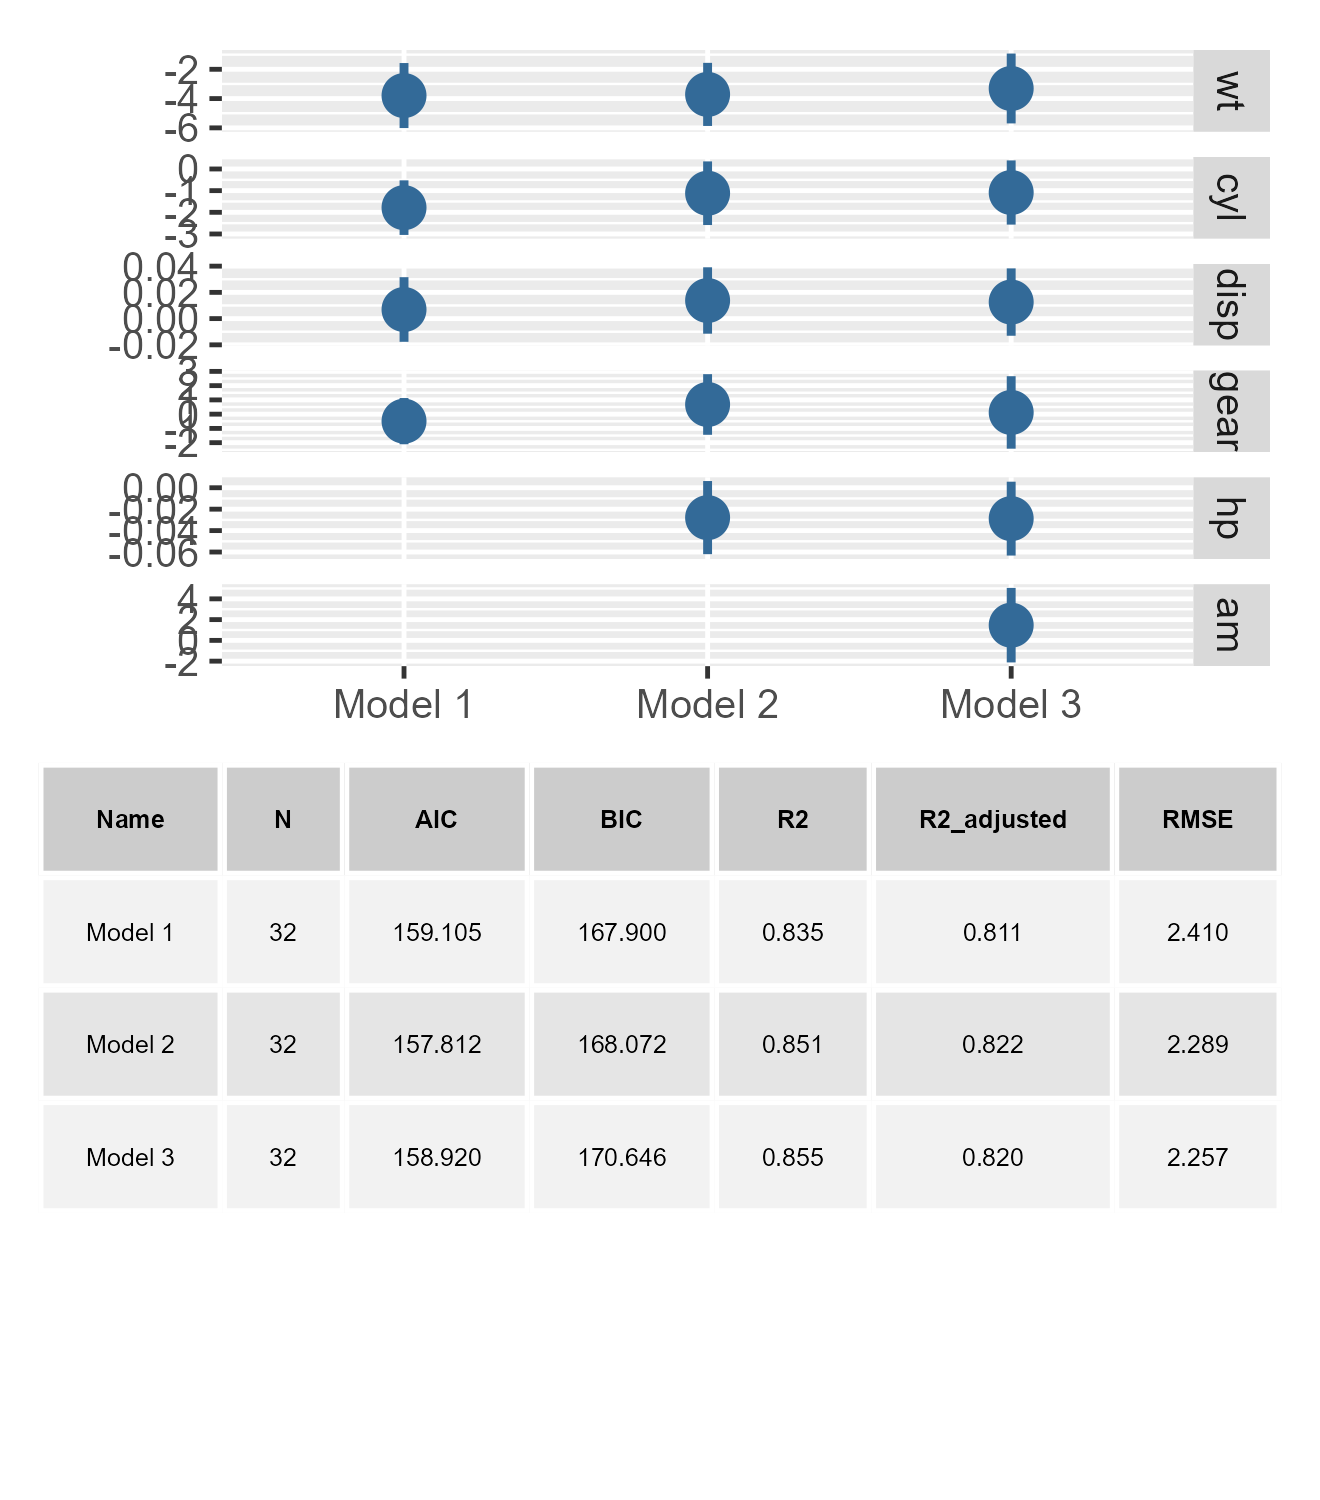 -2
-4
-6
wt
0
-1
-2
-3
cyl
0.04
0.02
0.00
-0.02
disp
3
2
1
0
-1
-2
gear
0.00
-0.02
-0.04
-0.06
hp
4
2
0
-2
am
Model 1 Model 2 Model 3
Name N AIC BIC R2 R2_adjusted RMSE
Model 1 32 159.105 167.900 0.835 0.811 2.410
Model 2 32 157.812 168.072 0.851 0.822 2.289
Model 3 32 158.920 170.646 0.855 0.820 2.257